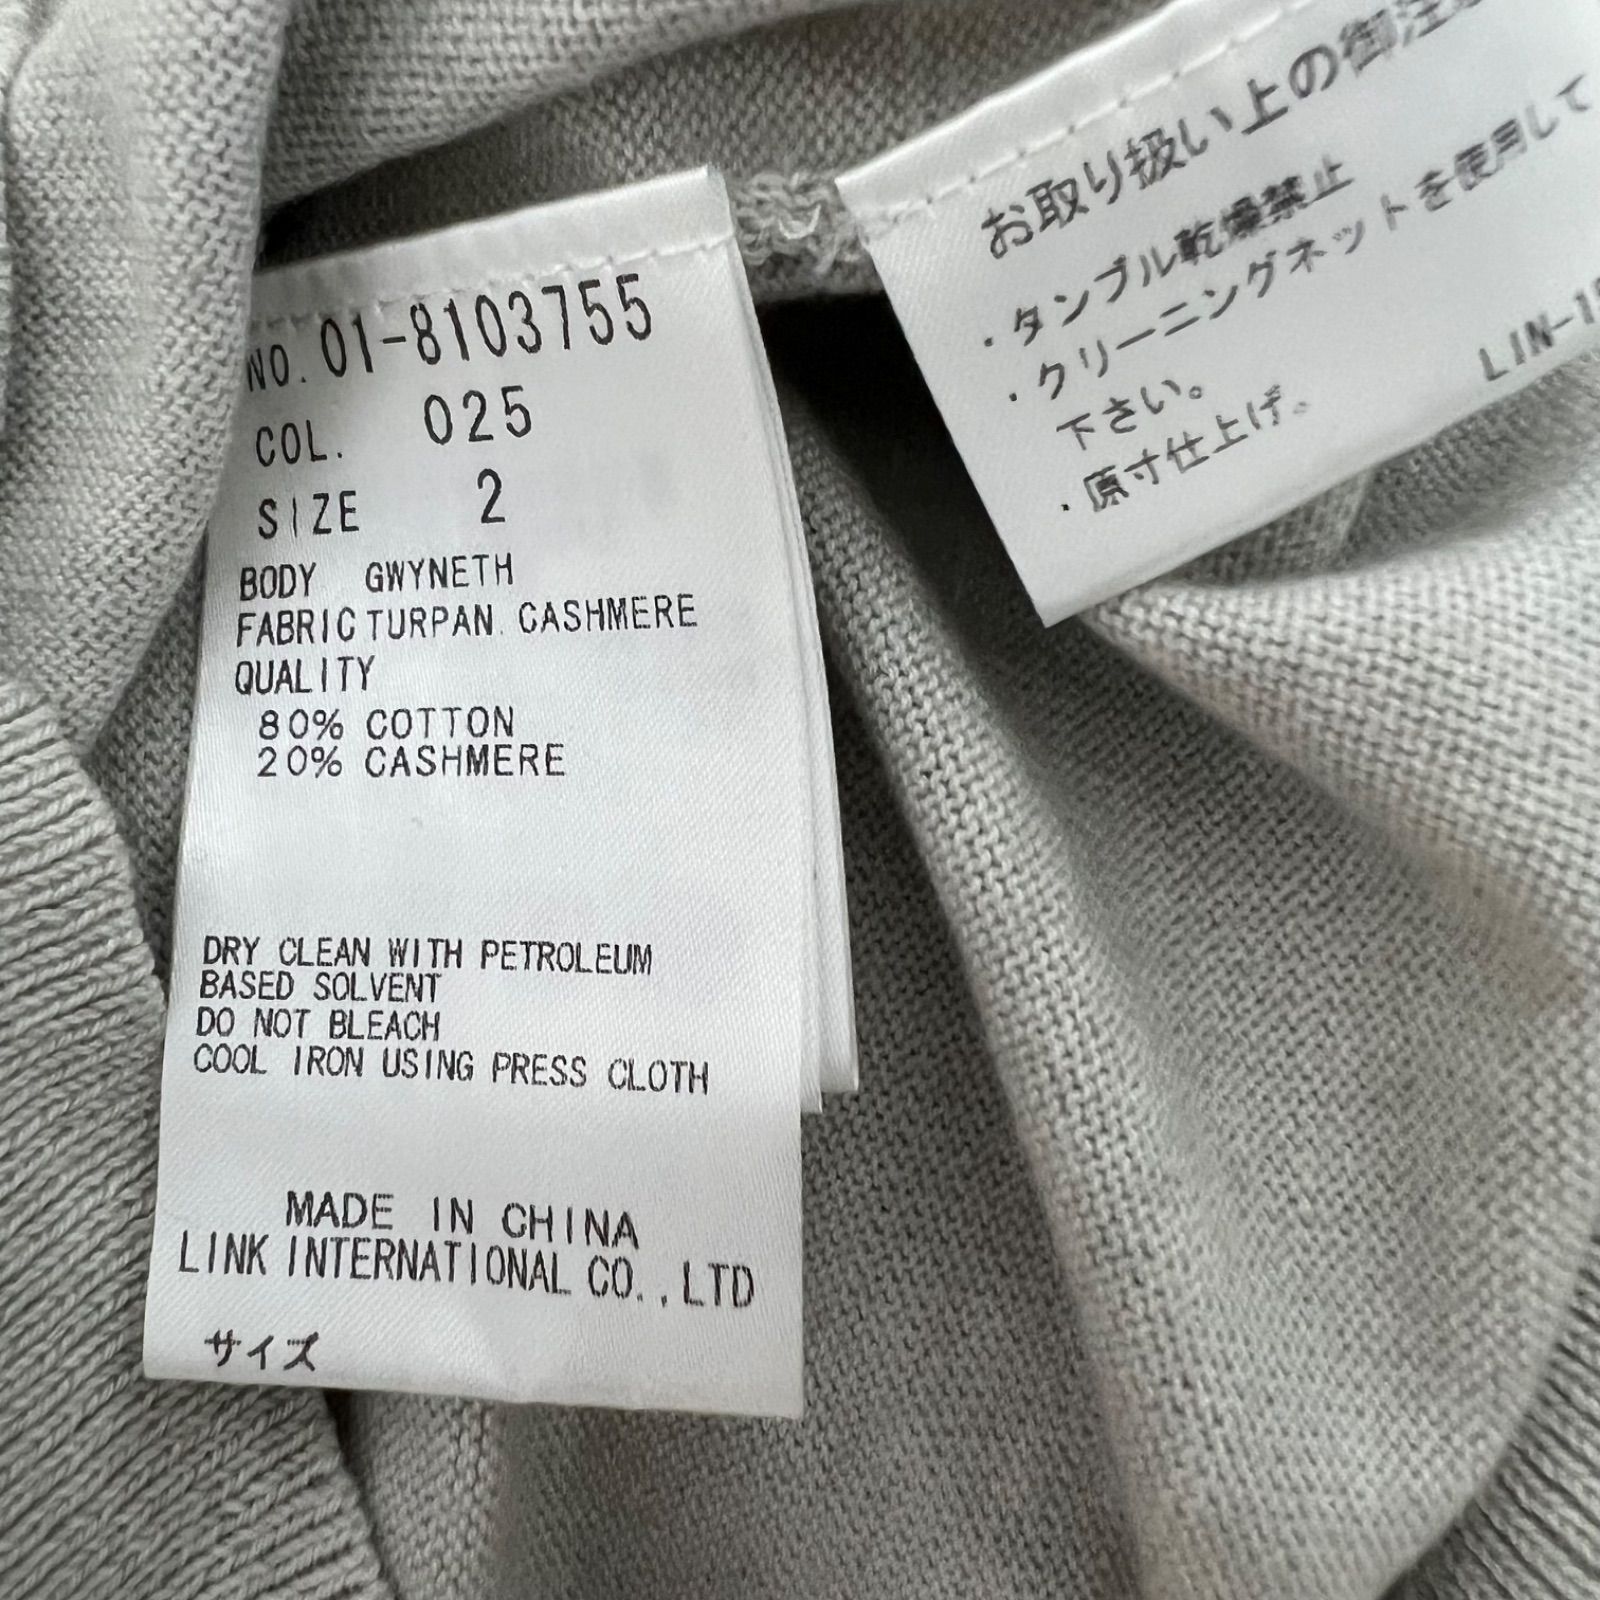 NO. 01-8103755
COL. 025
SIZE 2
BODY GWYNETH
FABRIC TURPAN. CASHMERE
QUALITY
80% COTTON
20% CASHMERE
DRY CLEAN WITH PETROLEUM
BASED SOLVENT
DO NOT BLEACH
COOL IRON USING PRESS CLOTH
MADE IN CHINA
LINK INTERNATIONAL CO., LTD
サイズ
お取り扱い上の御注
・タンブル乾燥禁止
・クリーニングネットを使用して
下さい。
・原寸仕上げ。
LIN-1